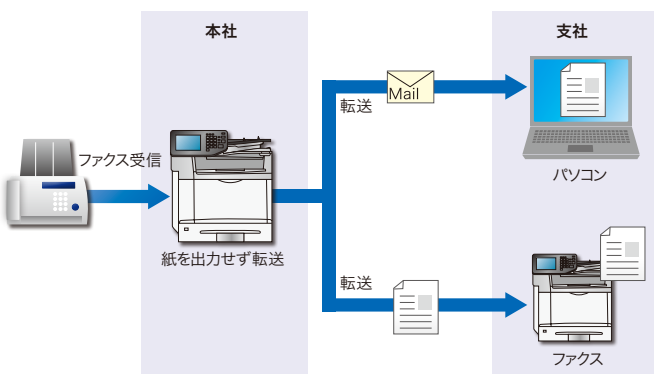 本社
支社
ファクス受信
Mail
転送
パソコン
紙を出力せず転送
転送
ファクス